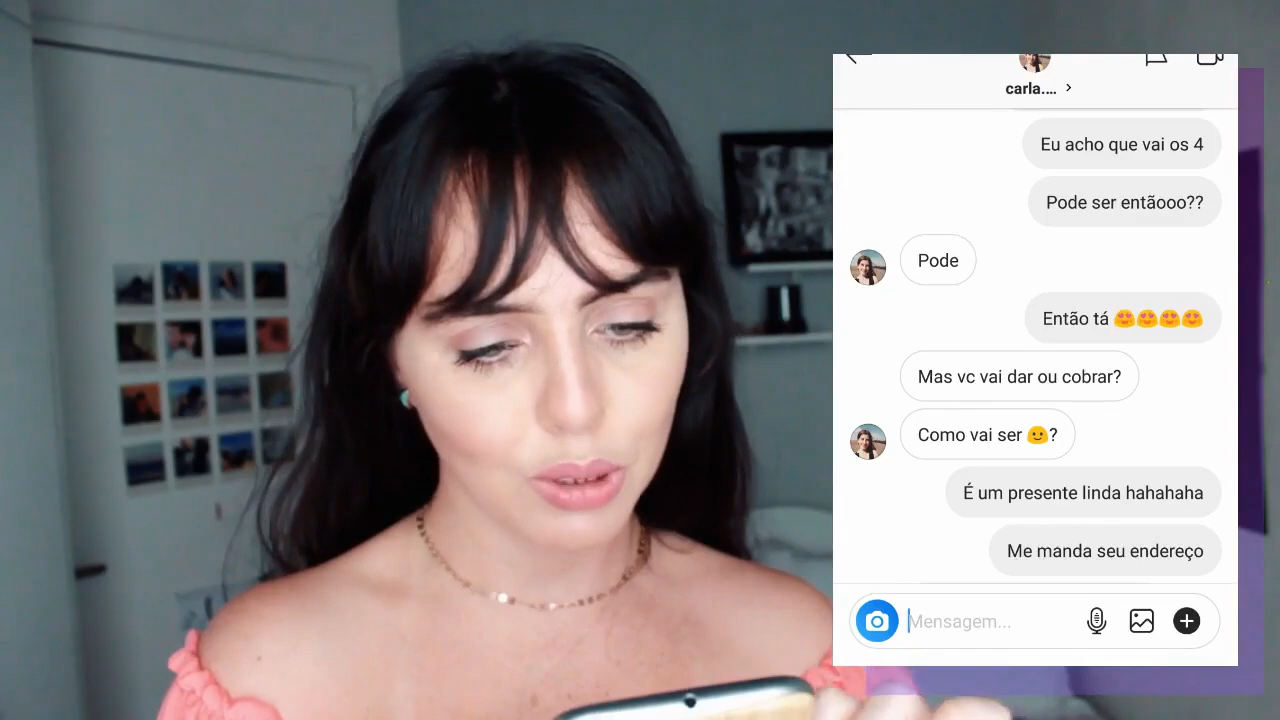 carla....
Eu acho que vai os 4
Pode ser entãooo??
Pode
Então tá 😍😍😍😍
Mas vc vai dar ou cobrar?
Como vai ser 🙂?
É um presente linda hahahaha
Me manda seu endereço
Mensagem...